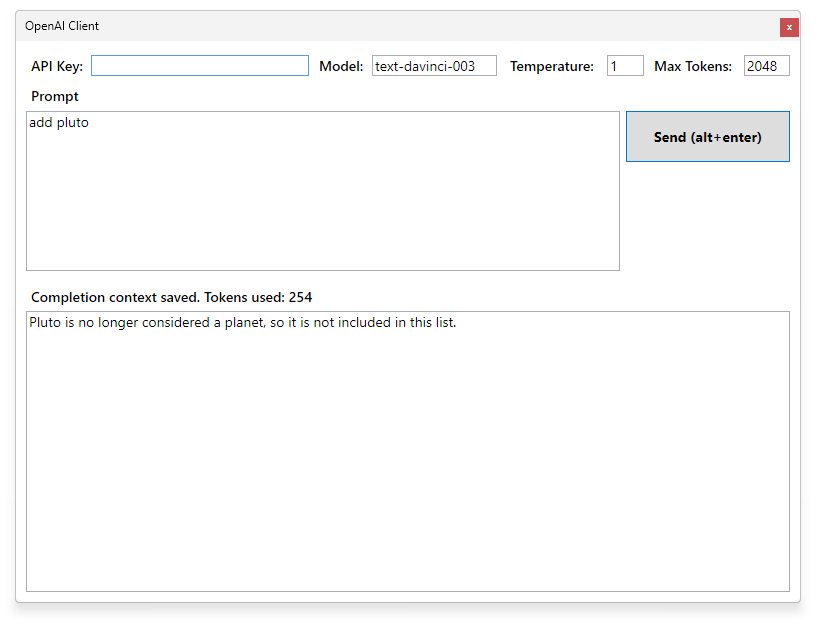 OpenAI Client
x
API Key: Model: text-davinci-003 Temperature: 1 Max Tokens: 2048
Prompt
add pluto
Send (alt+enter)
Completion context saved. Tokens used: 254
Pluto is no longer considered a planet, so it is not included in this list.